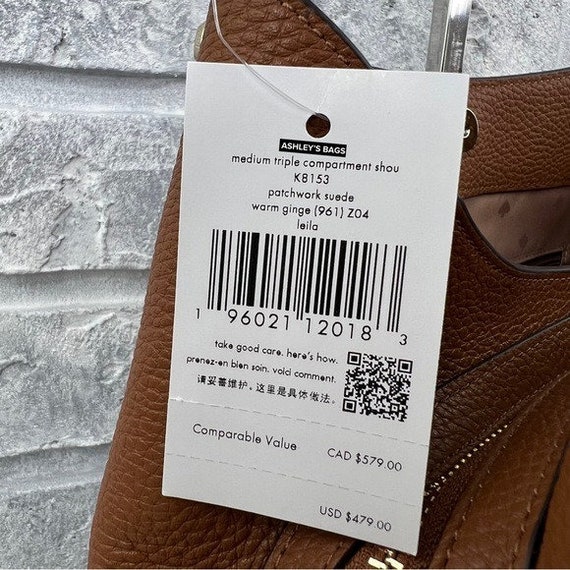 ASHLEY'S BAGS
medium triple compartment shou
K8153
patchwork suede
warm ginge (961) Z04
leila
1 96021 12018 3
take good care. here's how.
prenez-en bien soin. voici comment.
请妥善维护。这里是具体做法。
Comparable Value
CAD $579.00
USD $479.00